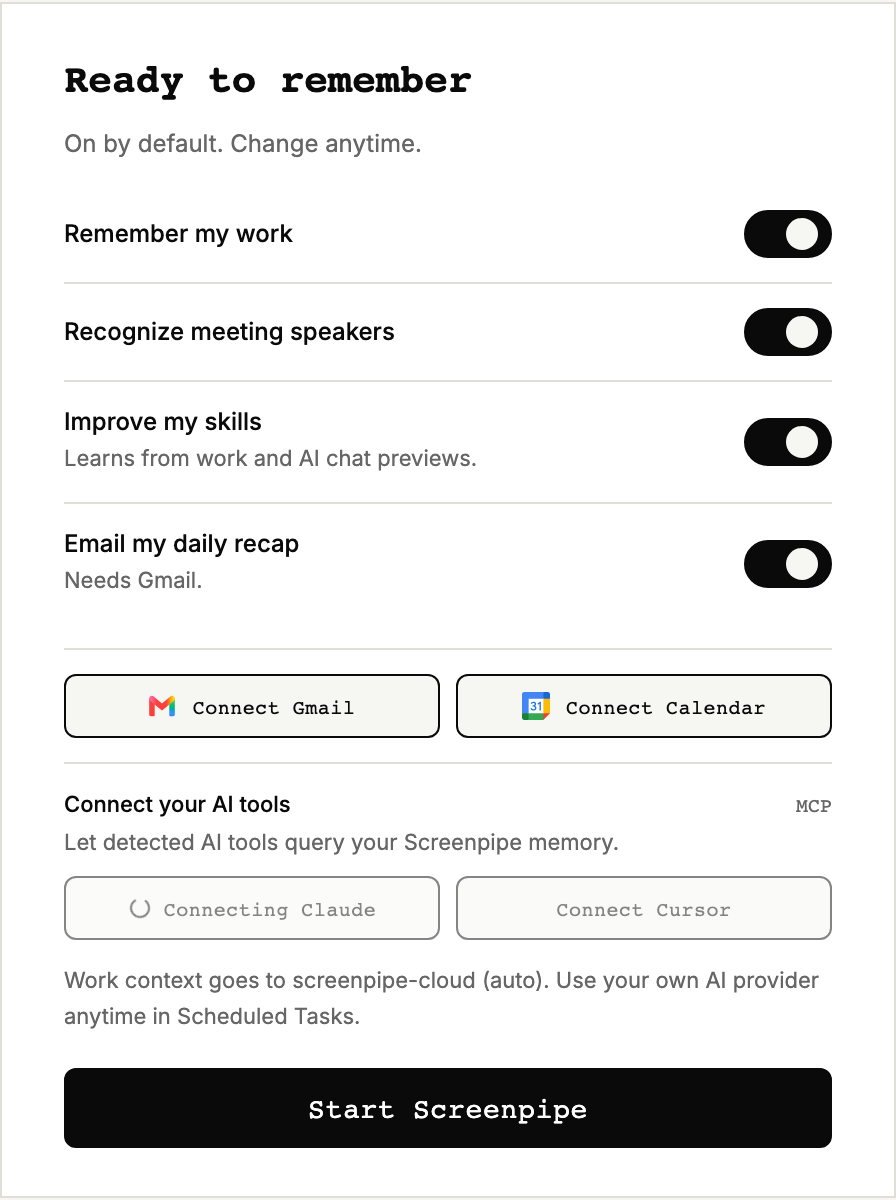 Ready to remember
On by default. Change anytime.
Remember my work
Recognize meeting speakers
Improve my skills
Learns from work and AI chat previews.
Email my daily recap
Needs Gmail.
Connect Gmail
31 Connect Calendar
Connect your AI tools MCP
Let detected AI tools query your Screenpipe memory.
Connecting Claude
Connect Cursor
Work context goes to screenpipe-cloud (auto). Use your own AI provider
anytime in Scheduled Tasks.
Start Screenpipe